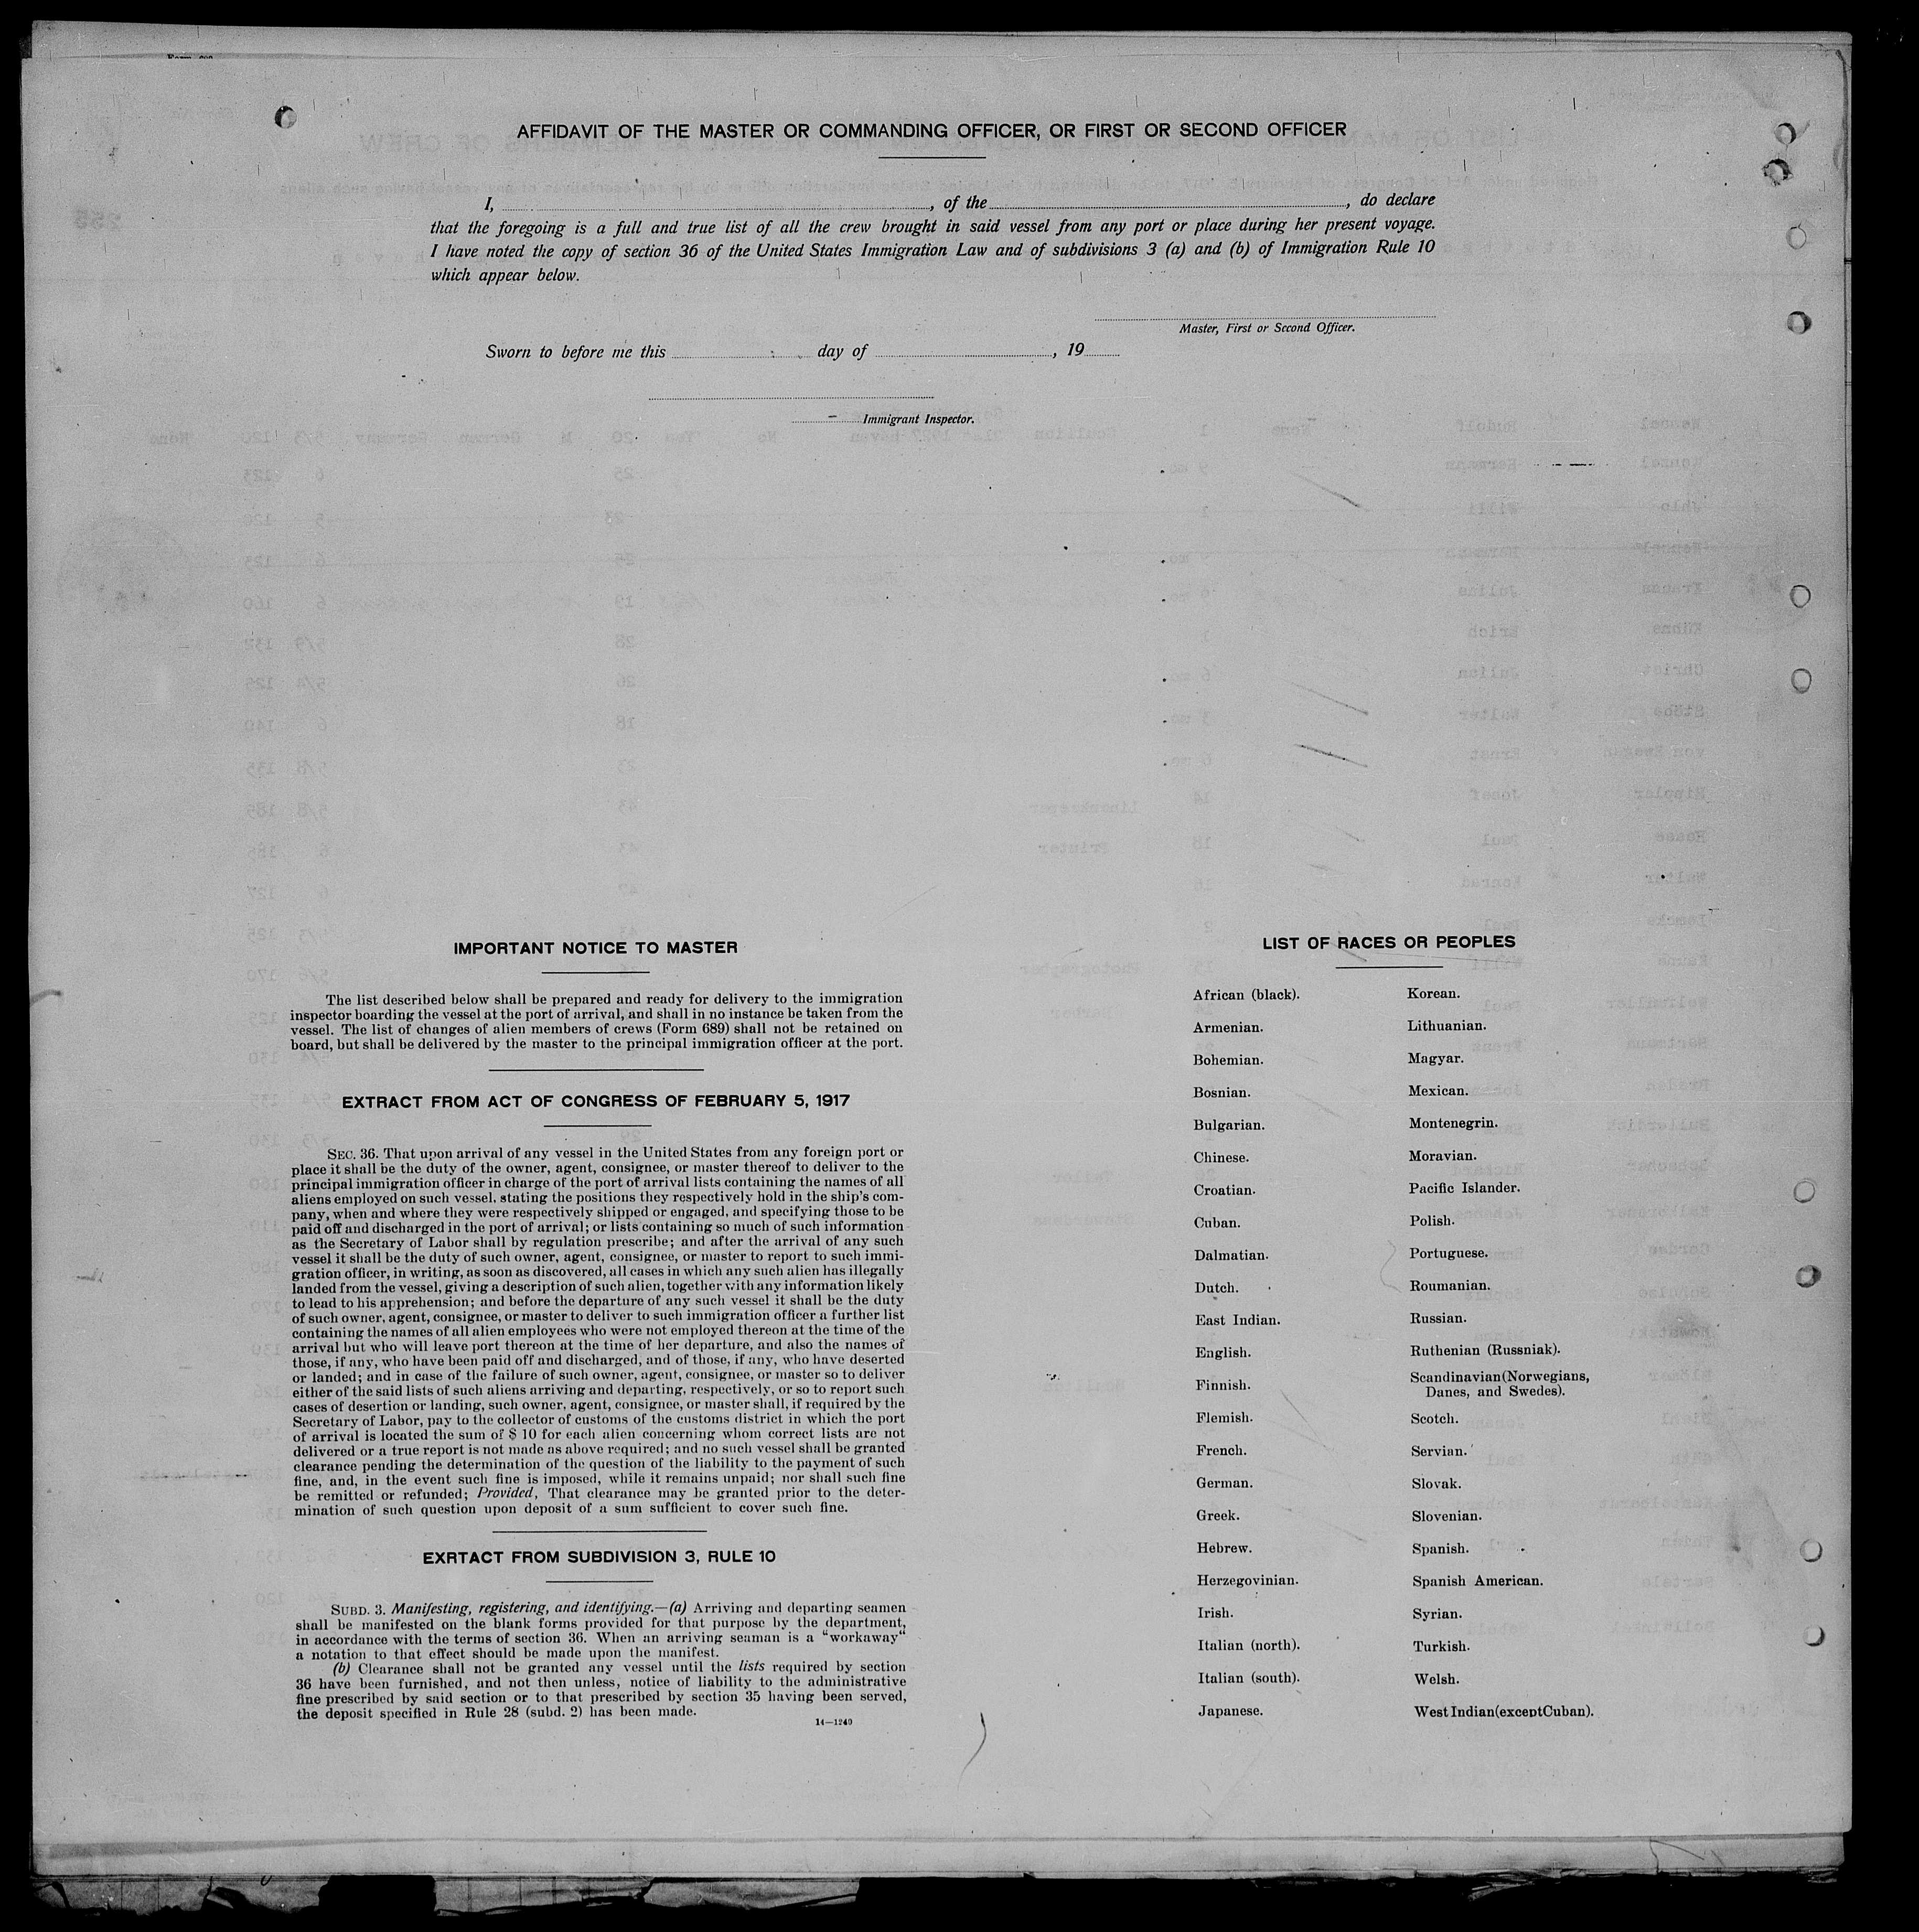 AFFIDAVIT OF THE MASTER OR COMMANDING OFFICER, OR FIRST OR SECOND OFFICER
I, , of the , do declare
that the foregoing is a full and true list of all the crew brought in said vessel from any port or place during her present voyage.
I have noted the copy of section 36 of the United States Immigration Law and of subdivisions 3 (a) and (b) of Immigration Rule 10
which appear below.
Master, First or Second Officer.
Sworn to before me this day of , 19
Immigrant Inspector.
IMPORTANT NOTICE TO MASTER
The list described below shall be prepared and ready for delivery to the immigration
inspector boarding the vessel at the port of arrival, and shall in no instance be taken from the
vessel. The list of changes of alien members of crews (Form 689) shall not be retained on
board, but shall be delivered by the master to the principal immigration officer at the port.
EXTRACT FROM ACT OF CONGRESS OF FEBRUARY 5, 1917
SEC. 36. That upon arrival of any vessel in the United States from any foreign port or
place it shall be the duty of the owner, agent, consignee, or master thereof to deliver to the
principal immigration officer in charge of the port of arrival lists containing the names of all
aliens employed on such vessel, stating the positions they respectively hold in the ship's com-
pany, when and where they were respectively shipped or engaged, and specifying those to be
paid off and discharged in the port of arrival; or lists containing so much of such information
as the Secretary of Labor shall by regulation prescribe; and after the arrival of any such
vessel it shall be the duty of such owner, agent, consignee, or master to report to such immi-
gration officer, in writing, as soon as discovered, all cases in which any such alien has illegally
landed from the vessel, giving a description of such alien, together with any information likely
to lead to his apprehension; and before the departure of any such vessel it shall be the duty
of such owner, agent, consignee, or master to deliver to such immigration officer a further list
containing the names of all alien employees who were not employed thereon at the time of the
arrival but who will leave port thereon at the time of her departure, and also the names of
those, if any, who have been paid off and discharged, and of those, if any, who have deserted
or landed; and in case of the failure of such owner, agent, consignee, or master so to deliver
either of the said lists of such aliens arriving and departing, respectively, or so to report such
cases of desertion or landing, such owner, agent, consignee, or master shall, if required by the
Secretary of Labor, pay to the collector of customs of the customs district in which the port
of arrival is located the sum of $ 10 for each alien concerning whom correct lists are not
delivered or a true report is not made as above required; and no such vessel shall be granted
clearance pending the determination of the question of the liability to the payment of such
fine, and, in the event such fine is imposed, while it remains unpaid; nor shall such fine
be remitted or refunded; Provided, That clearance may be granted prior to the deter-
mination of such question upon deposit of a sum sufficient to cover such fine.
EXRTACT FROM SUBDIVISION 3, RULE 10
SUBD. 3. Manifesting, registering, and identifying.—(a) Arriving and departing seamen
shall be manifested on the blank forms provided for that purpose by the department,
in accordance with the terms of section 36. When an arriving seaman is a "workaway"
a notation to that effect should be made upon the manifest.
(b) Clearance shall not be granted any vessel until the lists required by section
36 have been furnished, and not then unless, notice of liability to the administrative
fine prescribed by said section or to that prescribed by section 35 having been served,
the deposit specified in Rule 28 (subd. 2) has been made.
14—1240
LIST OF RACES OR PEOPLES
African (black).
Armenian.
Bohemian.
Bosnian.
Bulgarian.
Chinese.
Croatian.
Cuban.
Dalmatian.
Dutch.
East Indian.
English.
Finnish.
Flemish.
French.
German.
Greek.
Hebrew.
Herzegovinian.
Irish.
Italian (north).
Italian (south).
Japanese.
Korean.
Lithuanian.
Magyar.
Mexican.
Montenegrin.
Moravian.
Pacific Islander.
Polish.
Portuguese.
Roumanian.
Russian.
Ruthenian (Russniak).
Scandinavian(Norwegians,
Danes, and Swedes).
Scotch.
Servian.
Slovak.
Slovenian.
Spanish.
Spanish American.
Syrian.
Turkish.
Welsh.
West Indian(except Cuban).